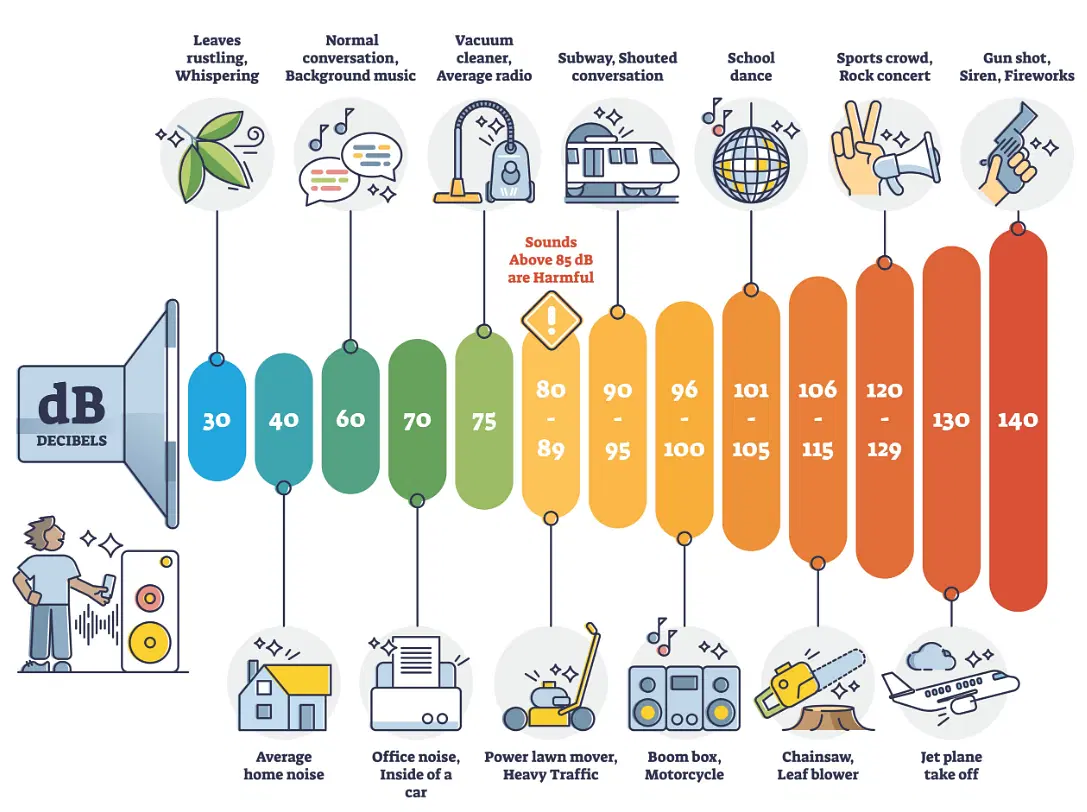 Leaves
rustling,
Whispering
Normal
conversation,
Background music
Vacuum
cleaner,
Average radio
Subway, Shouted
conversation
School
dance
Sports crowd,
Rock concert
Gun shot,
Siren, Fireworks
Sounds
Above 85 dB
are Harmful
!
dB
DECIBELS
30
40
60
70
75
80
-
89
90
-
95
96
-
100
101
-
105
106
-
115
120
-
129
130
140
Average
home noise
Office noise,
Inside of a
car
Power lawn mover,
Heavy Traffic
Boom box,
Motorcycle
Chainsaw,
Leaf blower
Jet plane
take off